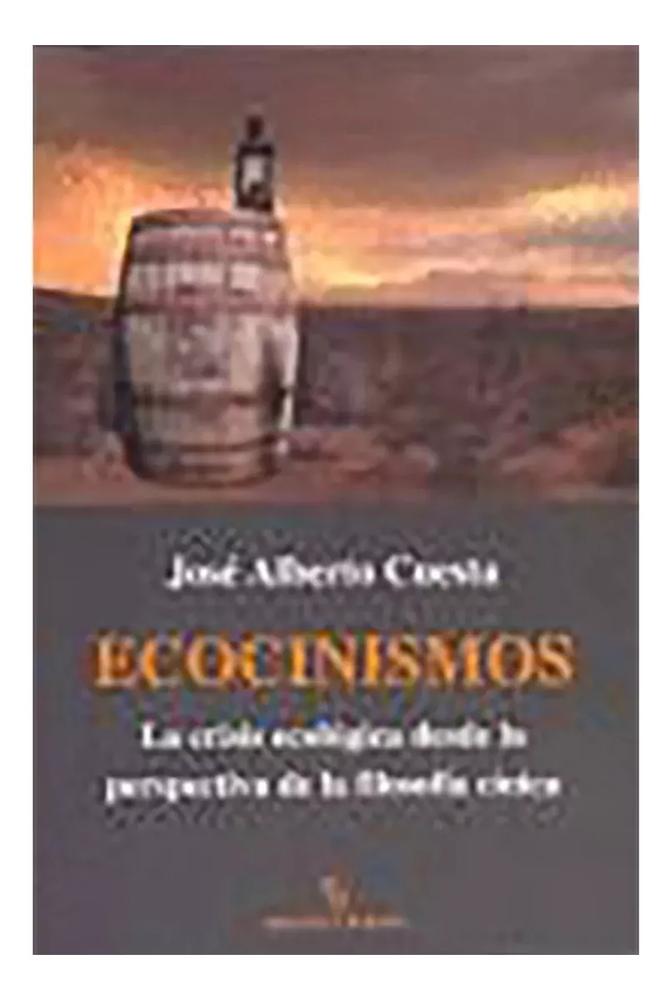 José Alberto Cuesta
ECOCINISMOS
La crisis ecológica desde la
perspectiva de la filosofía cínica